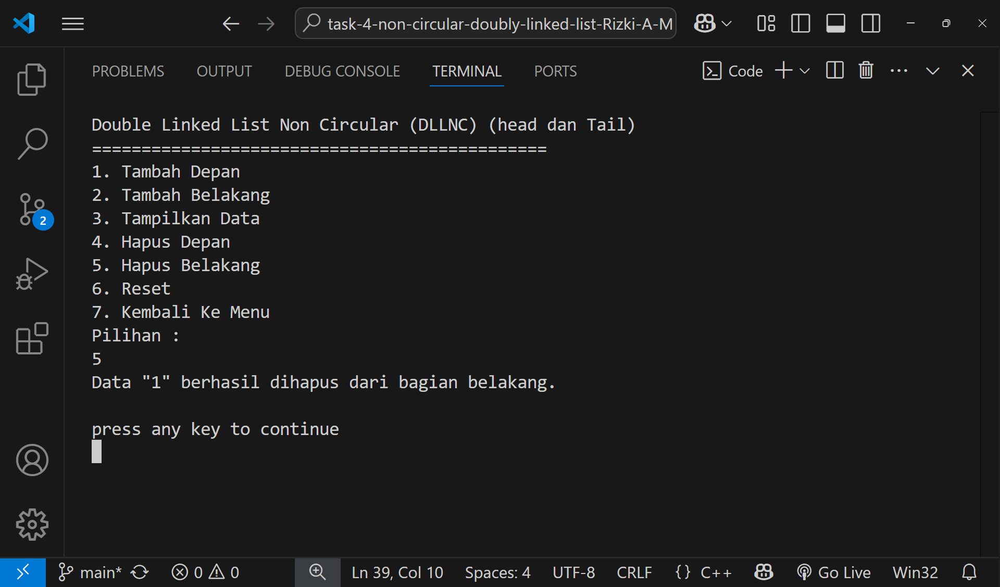 task-4-non-circular-doubly-linked-list-Rizki-A-M
PROBLEMS OUTPUT DEBUG CONSOLE TERMINAL PORTS Code
Double Linked List Non Circular (DLLNC) (head dan Tail)
==============================================
1. Tambah Depan
2. Tambah Belakang
3. Tampilkan Data
4. Hapus Depan
5. Hapus Belakang
6. Reset
7. Kembali Ke Menu
Pilihan :
5
Data "1" berhasil dihapus dari bagian belakang.
press any key to continue
2
main* 0 0 Ln 39, Col 10 Spaces: 4 UTF-8 CRLF {} C++ Go Live Win32